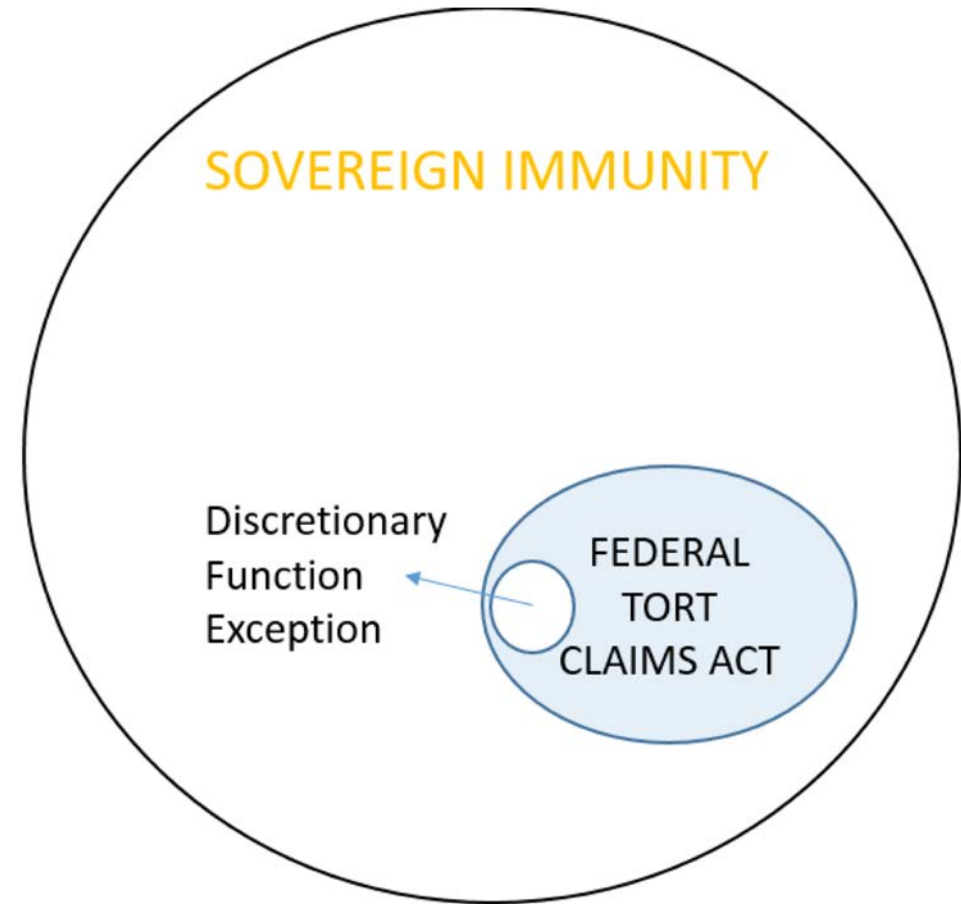 SOVEREIGN IMMUNITY
Discretionary
Function
Exception
FEDERAL
TORT
CLAIMS ACT